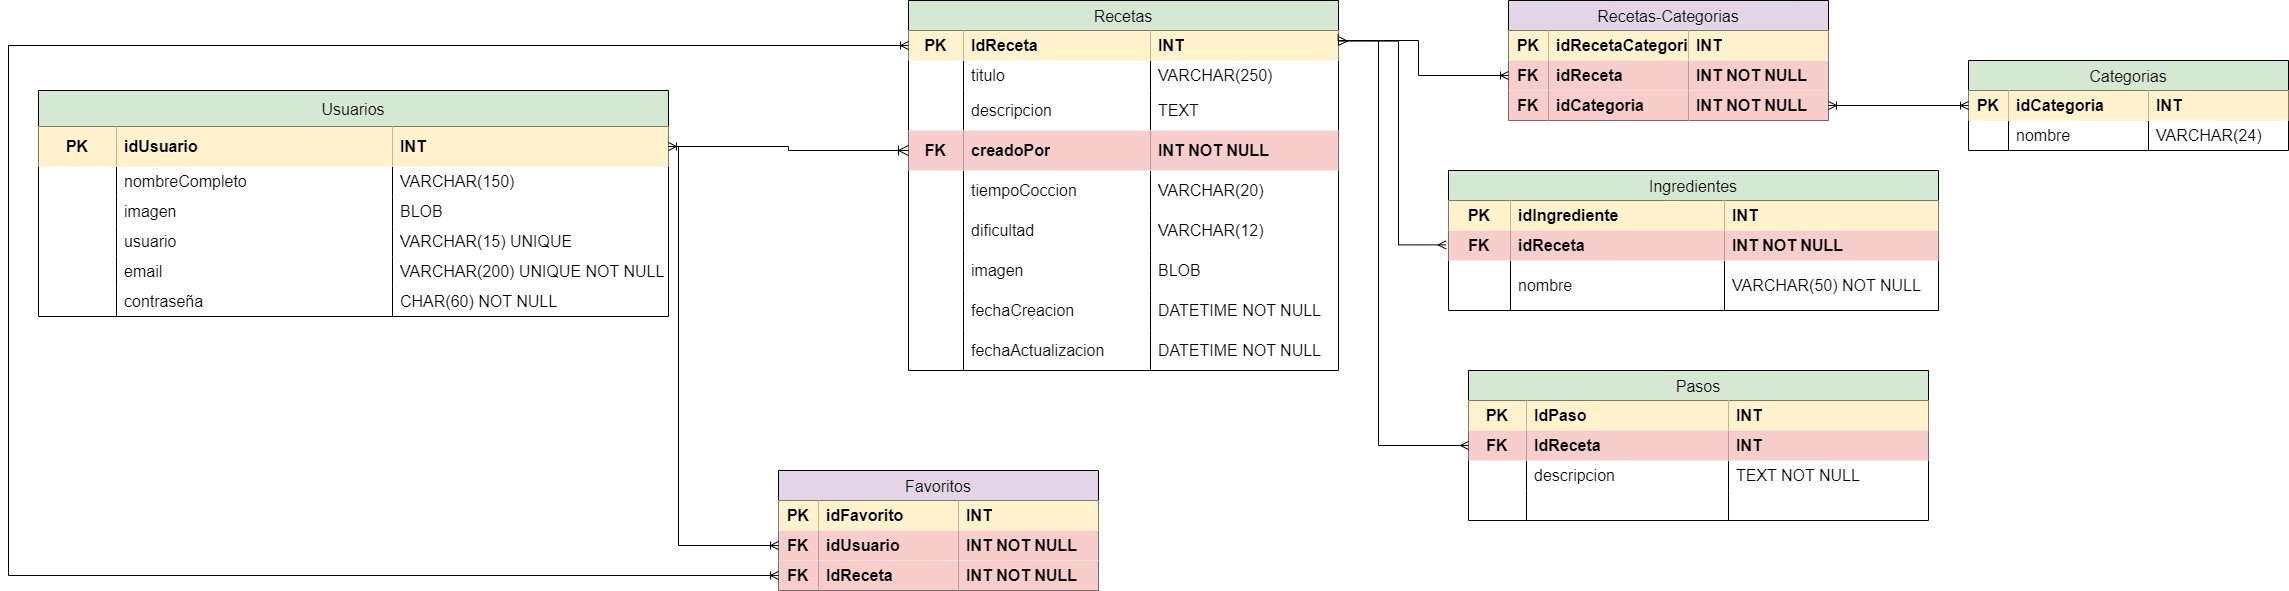 Recetas
PK IdReceta INT
titulo VARCHAR(250)
descripcion TEXT
FK creadoPor INT NOT NULL
tiempoCoccion VARCHAR(20)
dificultad VARCHAR(12)
imagen BLOB
fechaCreacion DATETIME NOT NULL
fechaActualizacion DATETIME NOT NULL
Recetas-Categorias
PK idRecetaCategori INT
FK idReceta INT NOT NULL
FK idCategoria INT NOT NULL
Categorias
PK idCategoria INT
nombre VARCHAR(24)
Usuarios
PK idUsuario INT
nombreCompleto VARCHAR(150)
imagen BLOB
usuario VARCHAR(15) UNIQUE
email VARCHAR(200) UNIQUE NOT NULL
contraseña CHAR(60) NOT NULL
Ingredientes
PK idIngrediente INT
FK idReceta INT NOT NULL
nombre VARCHAR(50) NOT NULL
Pasos
PK IdPaso INT
FK IdReceta INT
descripcion TEXT NOT NULL
Favoritos
PK idFavorito INT
FK idUsuario INT NOT NULL
FK IdReceta INT NOT NULL